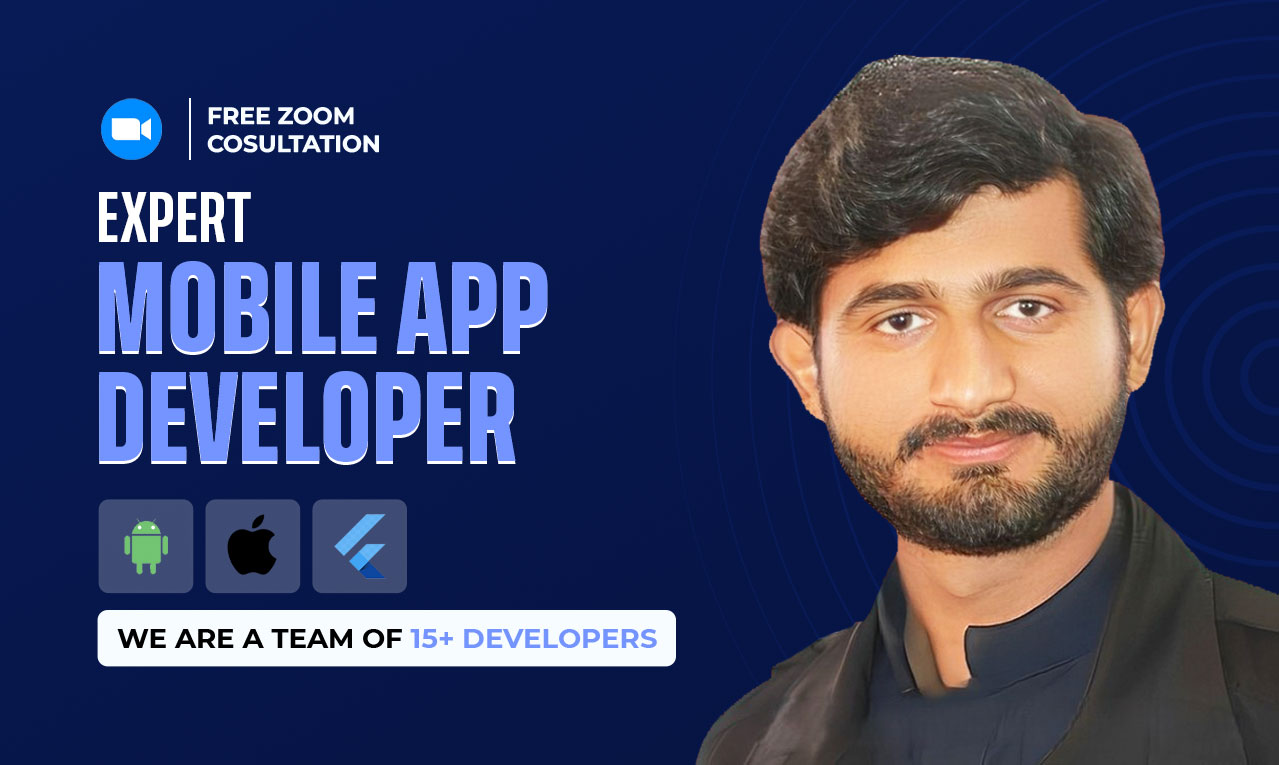 FREE ZOOM
COSULTATION
EXPERT
MOBILE APP
DEVELOPER
WE ARE A TEAM OF 15+ DEVELOPERS